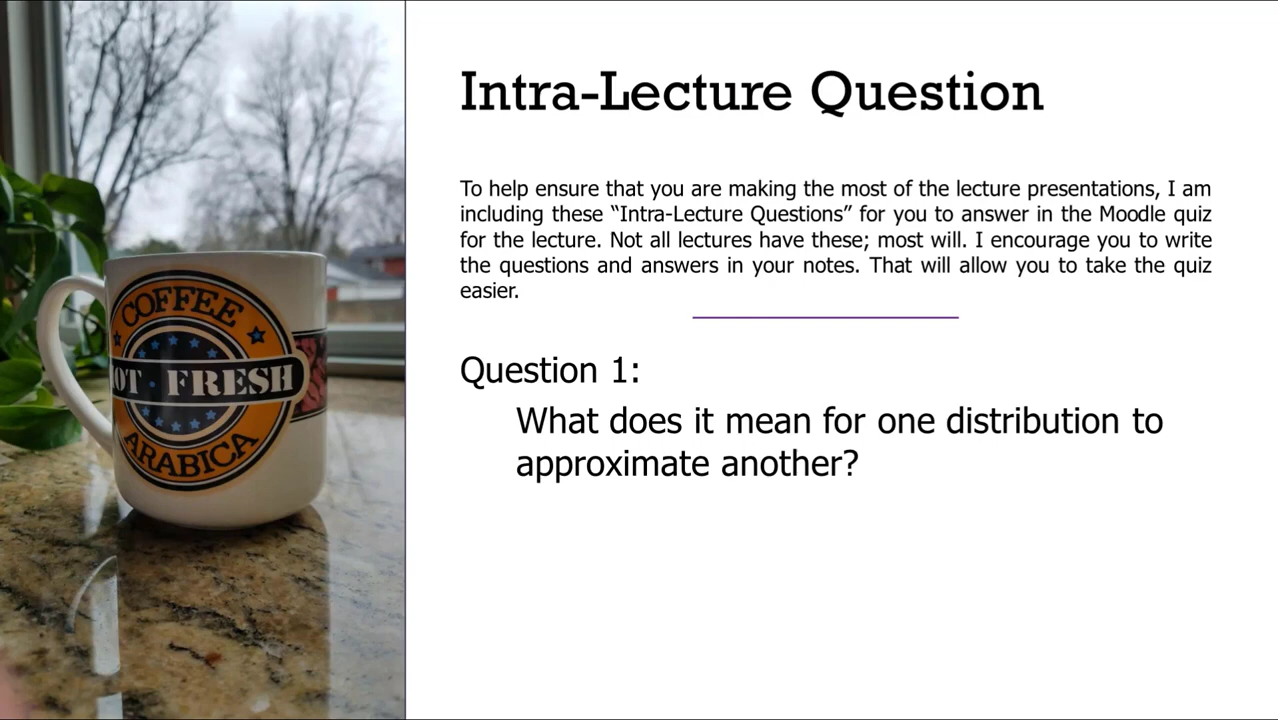 Intra-Lecture Question
To help ensure that you are making the most of the lecture presentations, I am
including these “Intra-Lecture Questions” for you to answer in the Moodle quiz
for the lecture. Not all lectures have these; most will. I encourage you to write
the questions and answers in your notes. That will allow you to take the quiz
easier.
Question 1:
What does it mean for one distribution to
approximate another?
COFFEE
OT · FRESH
ARABICA